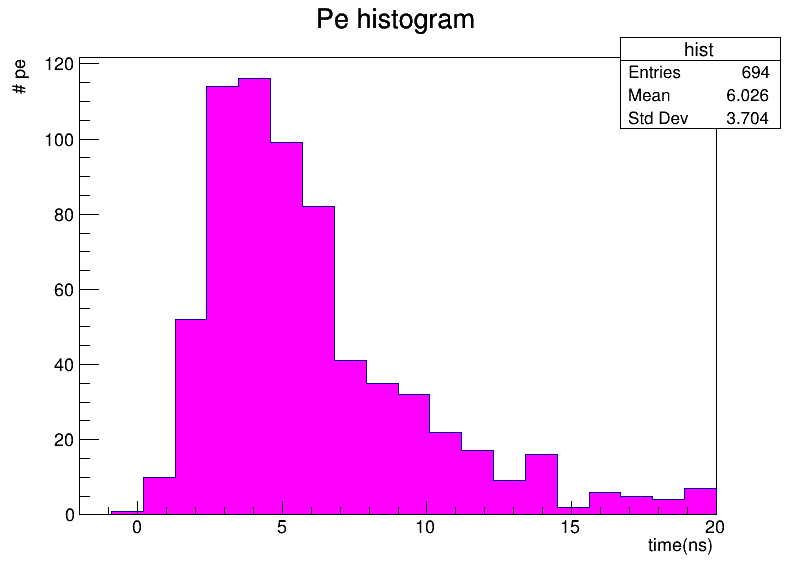 Pe histogram
hist
Entries 694
Mean 6.026
Std Dev 3.704
# pe
120
100
80
60
40
20
0
0 5 10 15 20
time(ns)